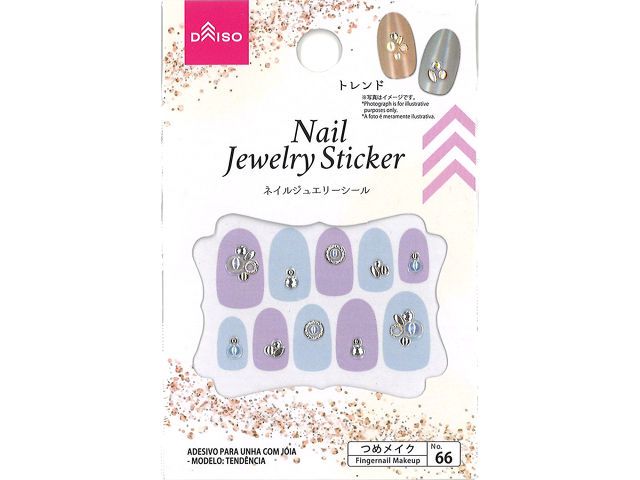 DAISO
トレンド
※写真はイメージです。
*Photograph is for illustrative
purposes only.
*A foto é meramente ilustrativa.
Nail
Jewelry Sticker
ネイルジュエリーシール
ADESIVO PARA UNHA COM JÓIA
- MODELO: TENDÊNCIA
つめメイク
Fingernail Makeup
No.
66